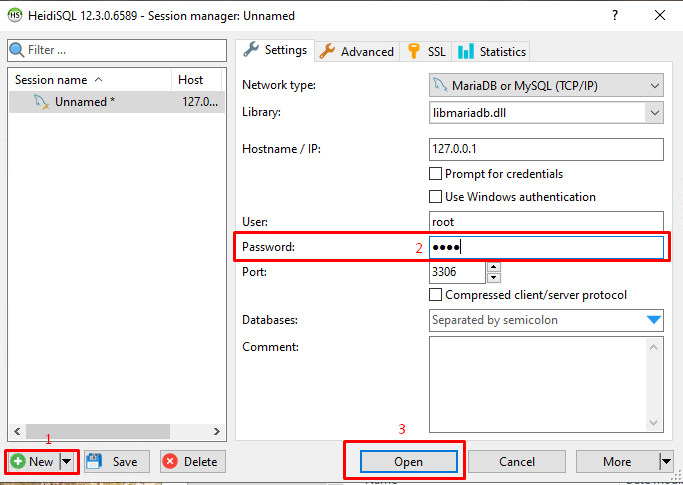 HS HeidiSQL 12.3.0.6589 - Session manager: Unnamed ?
Filter ...
Session name Host
Unnamed * 127.0...
Settings Advanced SSL Statistics
Network type: MariaDB or MySQL (TCP/IP)
Library: libmariadb.dll
Hostname / IP: 127.0.0.1
Prompt for credentials
Use Windows authentication
User: root
Password: 2 ●●●●
Port: 3306
Compressed client/server protocol
Databases: Separated by semicolon
Comment:
1
3
New Save Delete Open Cancel More